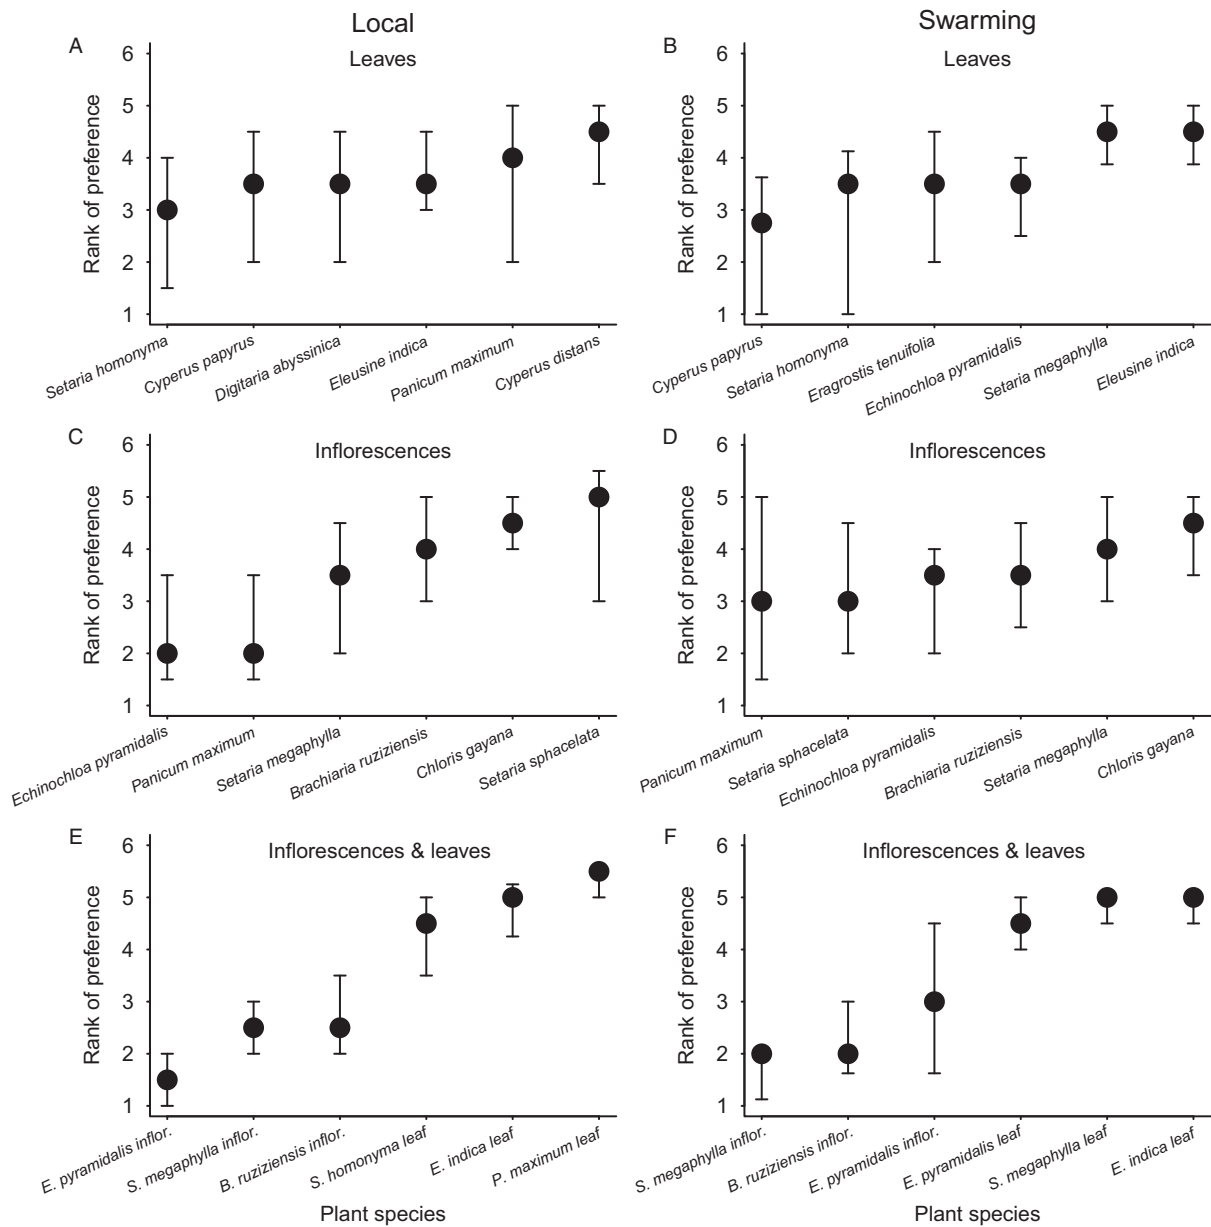 Local
Swarming
A
Leaves
Rank of preference
6
5
4
3
2
1
Setaria homonyma
Cyperus papyrus
Digitaria abyssinica
Eleusine indica
Panicum maximum
Cyperus distans
B
Leaves
Rank of preference
6
5
4
3
2
1
Cyperus papyrus
Setaria homonyma
Eragrostis tenuifolia
Echinochloa pyramidalis
Setaria megaphylla
Eleusine indica
C
Inflorescences
Rank of preference
6
5
4
3
2
1
Echinochloa pyramidalis
Panicum maximum
Setaria megaphylla
Brachiaria ruziziensis
Chloris gayana
Setaria sphacelata
D
Inflorescences
Rank of preference
6
5
4
3
2
1
Panicum maximum
Setaria sphacelata
Echinochloa pyramidalis
Brachiaria ruziziensis
Setaria megaphylla
Chloris gayana
E
Inflorescences & leaves
Rank of preference
6
5
4
3
2
1
E. pyramidalis inflor.
S. megaphylla inflor.
B. ruziziensis inflor.
S. homonyma leaf
E. indica leaf
P. maximum leaf
Plant species
F
Inflorescences & leaves
Rank of preference
6
5
4
3
2
1
S. megaphylla inflor.
B. ruziziensis inflor.
E. pyramidalis inflor.
E. pyramidalis leaf
S. megaphylla leaf
E. indica leaf
Plant species